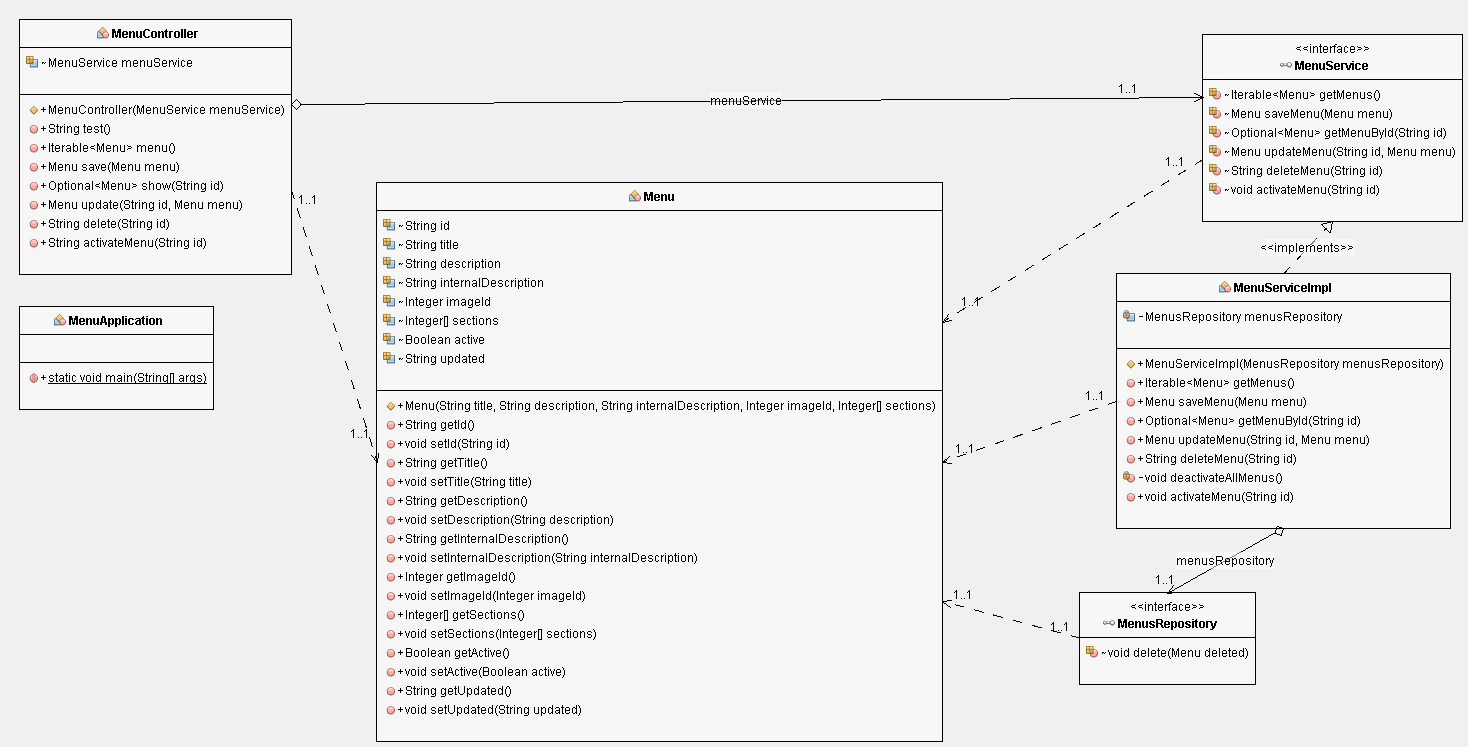 MenuController
~MenuService menuService
+MenuController(MenuService menuService)
+String test()
+Iterable<Menu> menu()
+Menu save(Menu menu)
+Optional<Menu> show(String id)
+Menu update(String id, Menu menu)
+String delete(String id)
+String activateMenu(String id)
menuService
1..1
<<interface>>
MenuService
~Iterable<Menu> getMenus()
~Menu saveMenu(Menu menu)
~Optional<Menu> getMenuById(String id)
~Menu updateMenu(String id, Menu menu)
~String deleteMenu(String id)
~void activateMenu(String id)
1..1
1..1
1..1
1..1
Menu
~String id
~String title
~String description
~String internalDescription
~Integer imageId
~Integer[] sections
~Boolean active
~String updated
+Menu(String title, String description, String internalDescription, Integer imageId, Integer[] sections)
+String getId()
+void setId(String id)
+String getTitle()
+void setTitle(String title)
+String getDescription()
+void setDescription(String description)
+String getInternalDescription()
+void setInternalDescription(String internalDescription)
+Integer getImageId()
+void setImageId(Integer imageId)
+Integer[] getSections()
+void setSections(Integer[] sections)
+Boolean getActive()
+void setActive(Boolean active)
+String getUpdated()
+void setUpdated(String updated)
MenuApplication
+static void main(String[] args)
<<implements>>
MenuServiceImpl
-MenusRepository menusRepository
+MenuServiceImpl(MenusRepository menusRepository)
+Iterable<Menu> getMenus()
+Menu saveMenu(Menu menu)
+Optional<Menu> getMenuById(String id)
+Menu updateMenu(String id, Menu menu)
+String deleteMenu(String id)
-void deactivateAllMenus()
+void activateMenu(String id)
1..1
1..1
menusRepository
1..1
1..1
1..1
<<interface>>
MenusRepository
~void delete(Menu deleted)